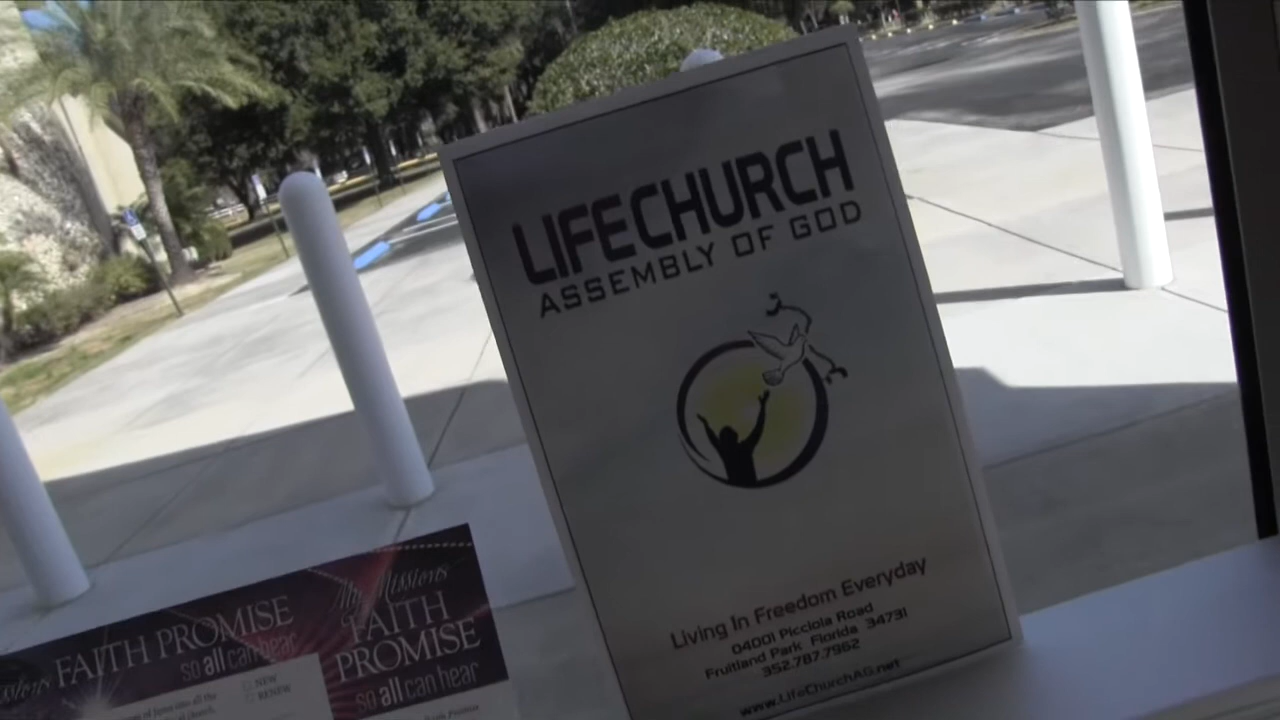 LIFECHURCH
ASSEMBLY OF GOD
Living In Freedom Everyday
04001 Picciola Road
Fruitland Park Florida 34731
352.787.7962
www.LifeChurchAG.net
FAITH PROMISE
so all can hear
NEW
RENEW
My Missions
FAITH
PROMISE
so all can hear